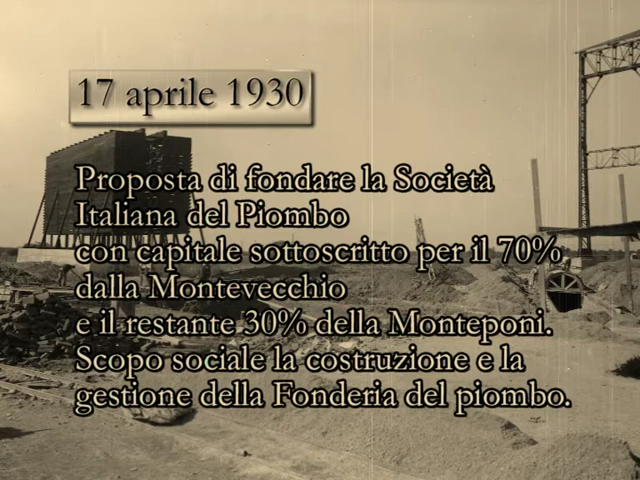 17 aprile 1930
Proposta di fondare la Società
Italiana del Piombo
con capitale sottoscritto per il 70%
dalla Montevecchio
e il restante 30% della Monteponi.
Scopo sociale la costruzione e la
gestione della Fonderia del piombo.